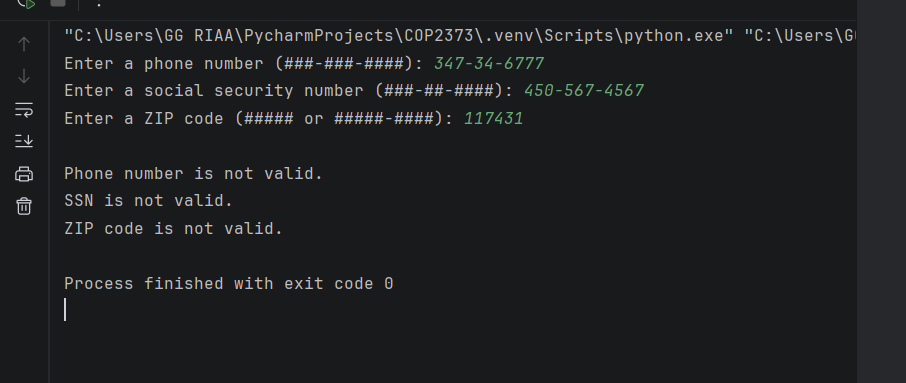 "C:\Users\GG RIAA\PycharmProjects\COP2373\.venv\Scripts\python.exe" "C:\Users\G
Enter a phone number (###-###-####): 347-34-6777
Enter a social security number (###-##-####): 450-567-4567
Enter a ZIP code (##### or #####-####): 117431
Phone number is not valid.
SSN is not valid.
ZIP code is not valid.
Process finished with exit code 0